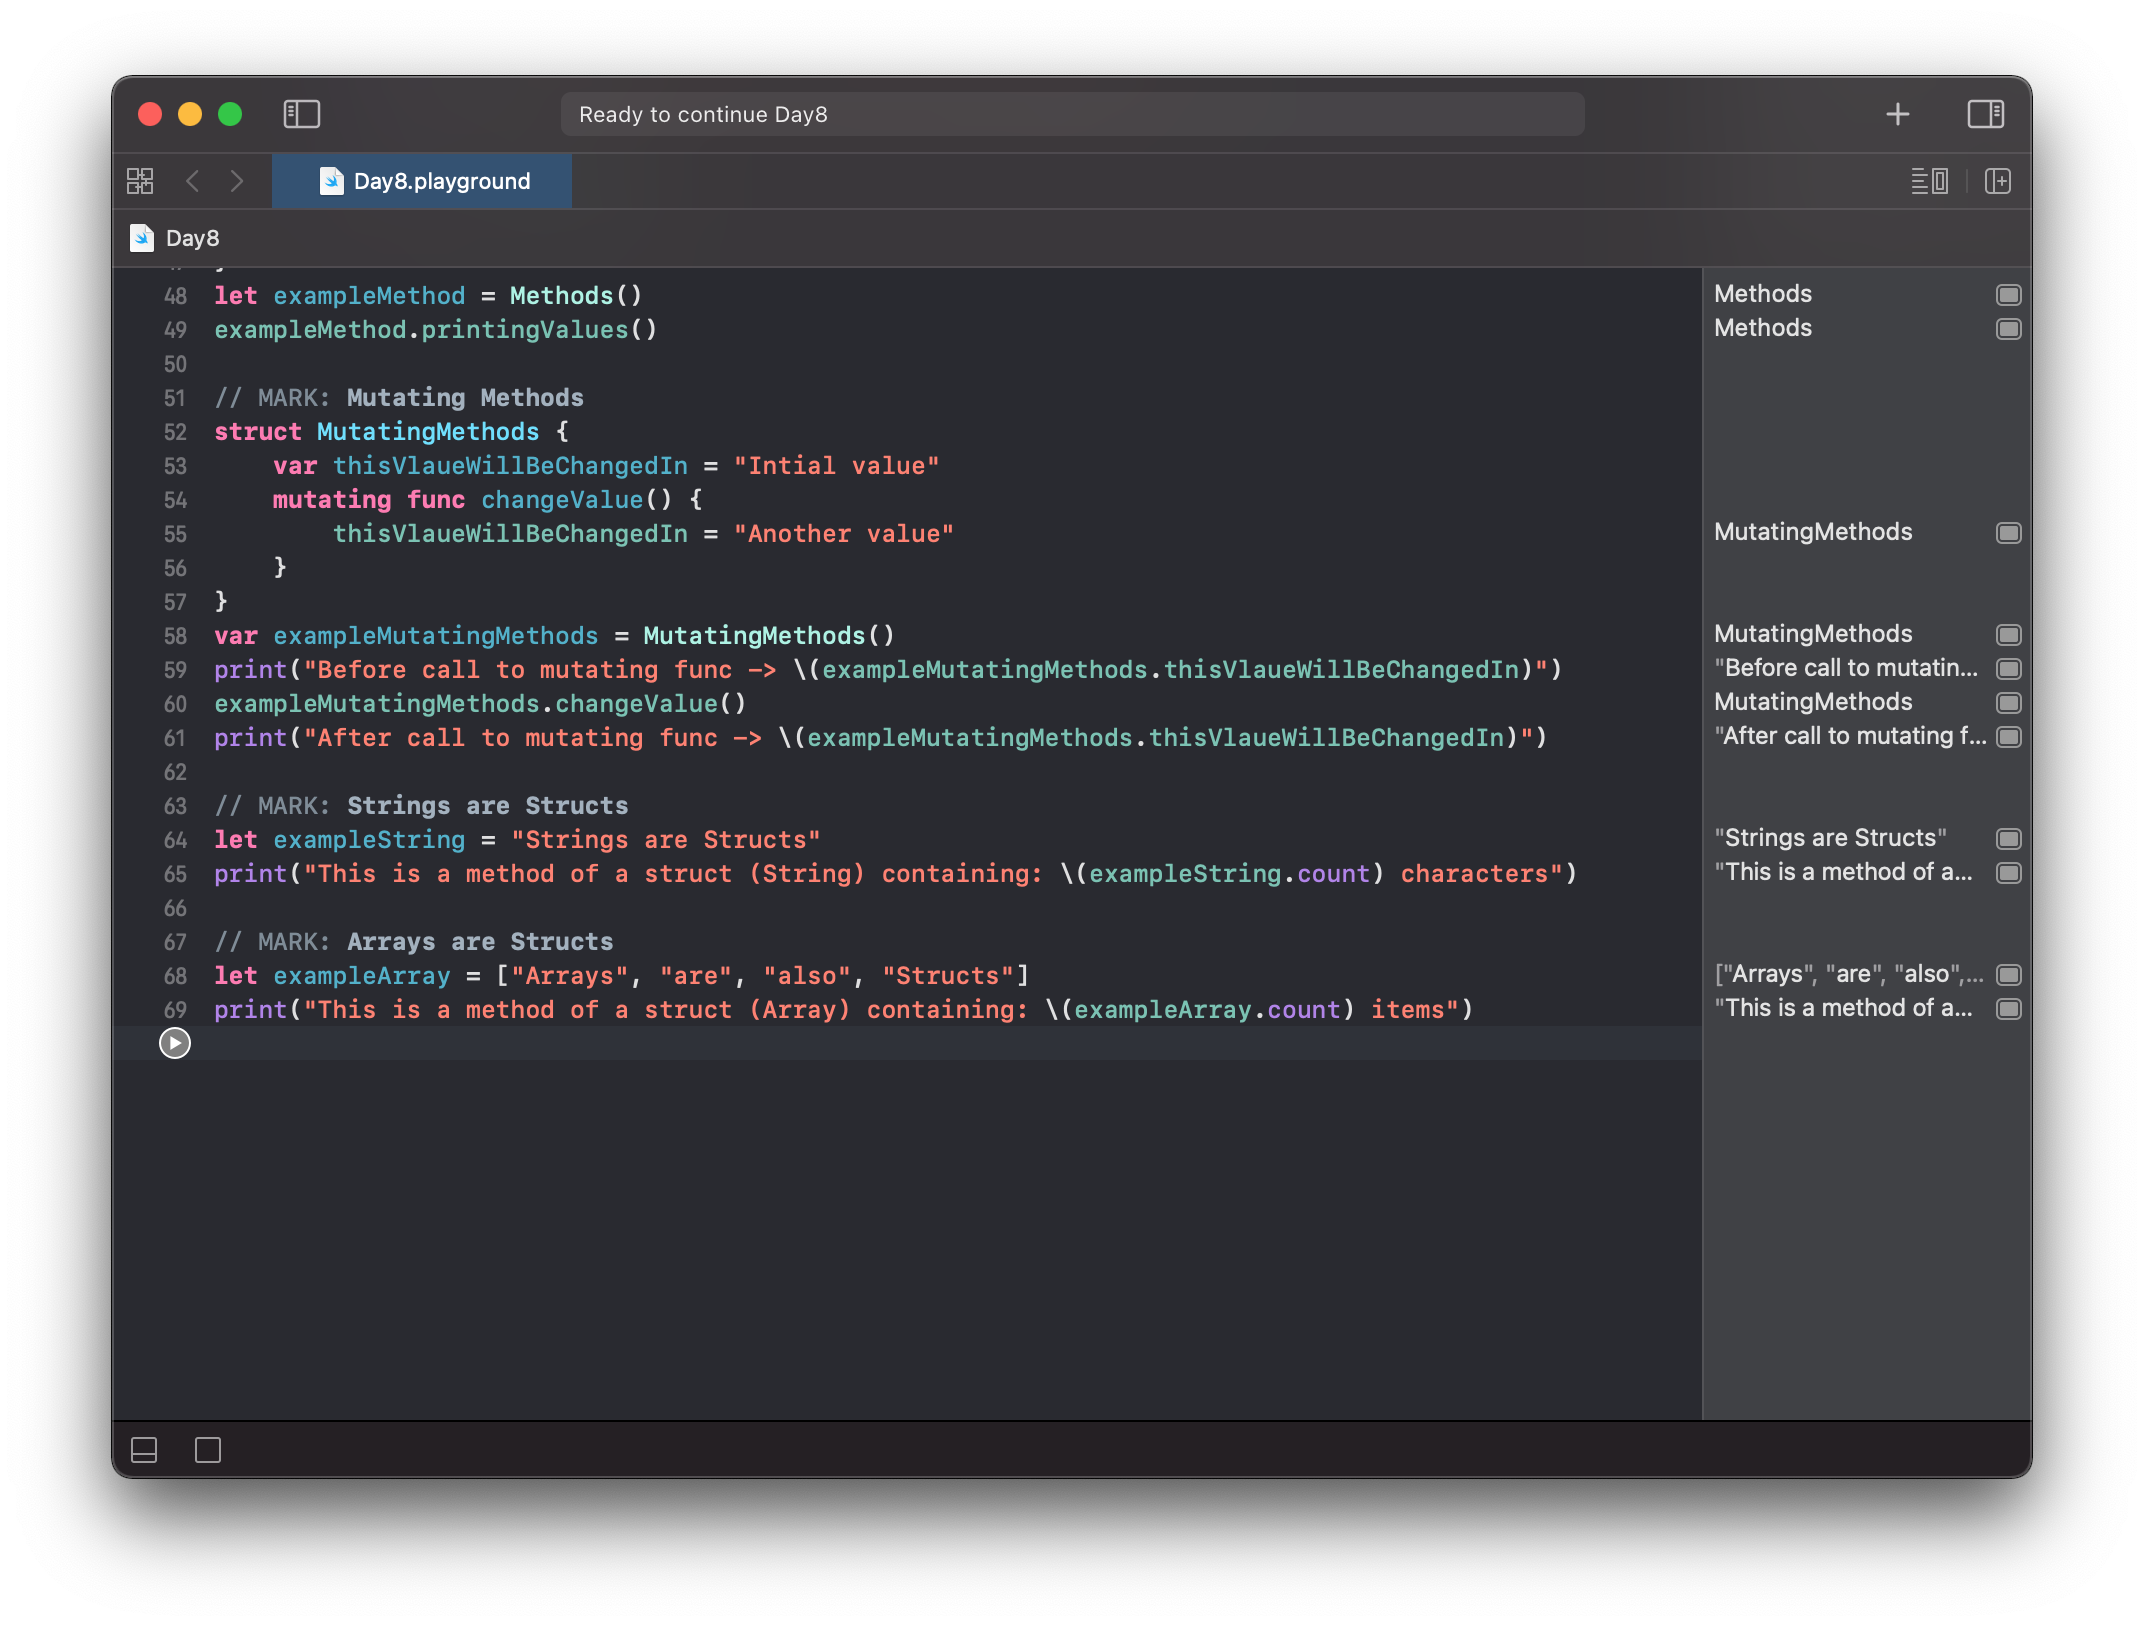 Ready to continue Day8
Day8.playground
Day8
48 let exampleMethod = Methods() Methods
49 exampleMethod.printingValues() Methods
50
51 // MARK: Mutating Methods
52 struct MutatingMethods {
53     var thisVlaueWillBeChangedIn = "Intial value"
54     mutating func changeValue() {
55         thisVlaueWillBeChangedIn = "Another value" MutatingMethods
56     }
57 }
58 var exampleMutatingMethods = MutatingMethods() MutatingMethods
59 print("Before call to mutating func -> \(exampleMutatingMethods.thisVlaueWillBeChangedIn)") "Before call to mutatin...
60 exampleMutatingMethods.changeValue() MutatingMethods
61 print("After call to mutating func -> \(exampleMutatingMethods.thisVlaueWillBeChangedIn)") "After call to mutating f...
62
63 // MARK: Strings are Structs
64 let exampleString = "Strings are Structs" "Strings are Structs"
65 print("This is a method of a struct (String) containing: \(exampleString.count) characters") "This is a method of a...
66
67 // MARK: Arrays are Structs
68 let exampleArray = ["Arrays", "are", "also", "Structs"] ["Arrays", "are", "also",...
69 print("This is a method of a struct (Array) containing: \(exampleArray.count) items") "This is a method of a...